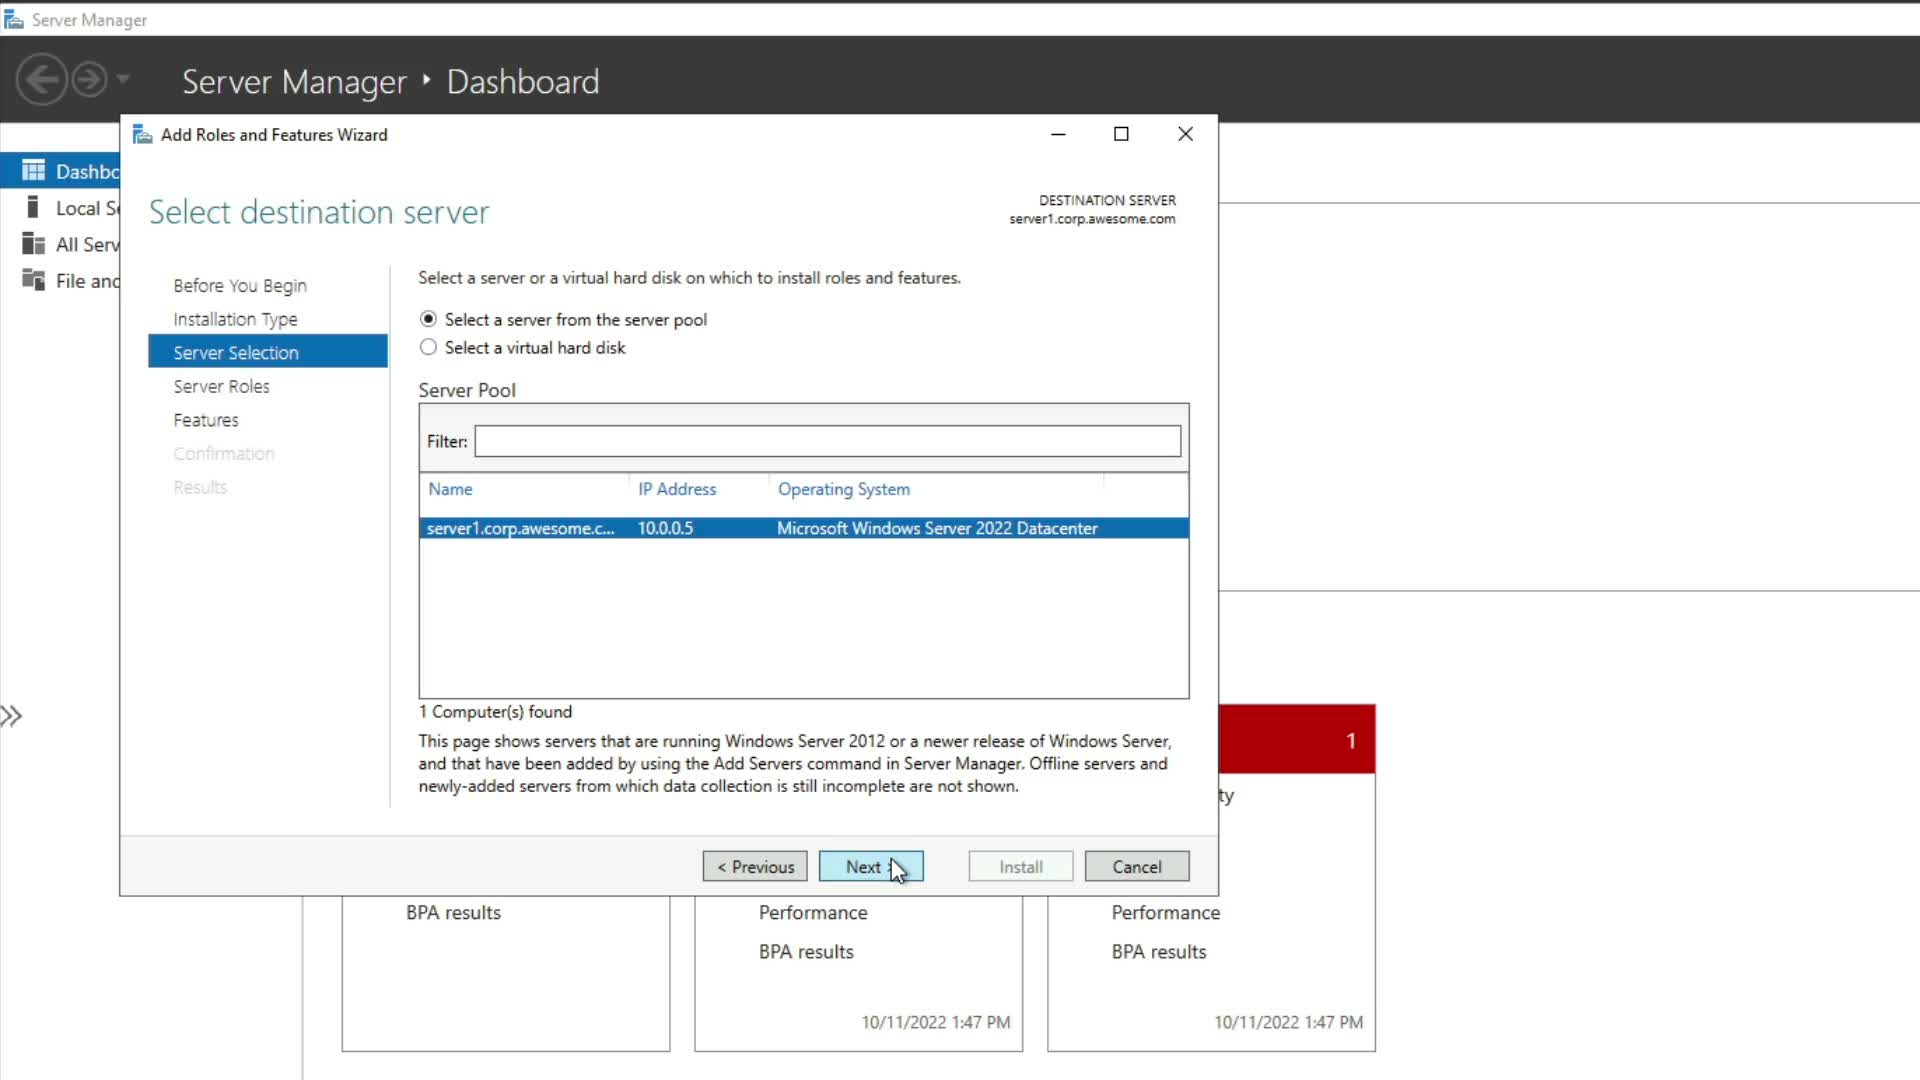 Server Manager
Server Manager ‣ Dashboard
Add Roles and Features Wizard
Dashbo
Local Se
All Serv
File and
Select destination server
DESTINATION SERVER
server1.corp.awesome.com
Before You Begin
Installation Type
Server Selection
Server Roles
Features
Confirmation
Results
Select a server or a virtual hard disk on which to install roles and features.
Select a server from the server pool
Select a virtual hard disk
Server Pool
Filter:
Name IP Address Operating System
server1.corp.awesome.c... 10.0.0.5 Microsoft Windows Server 2022 Datacenter
1 Computer(s) found
This page shows servers that are running Windows Server 2012 or a newer release of Windows Server,
and that have been added by using the Add Servers command in Server Manager. Offline servers and
newly-added servers from which data collection is still incomplete are not shown.
< Previous Next > Install Cancel
1
ty
BPA results
Performance
BPA results
10/11/2022 1:47 PM
Performance
BPA results
10/11/2022 1:47 PM